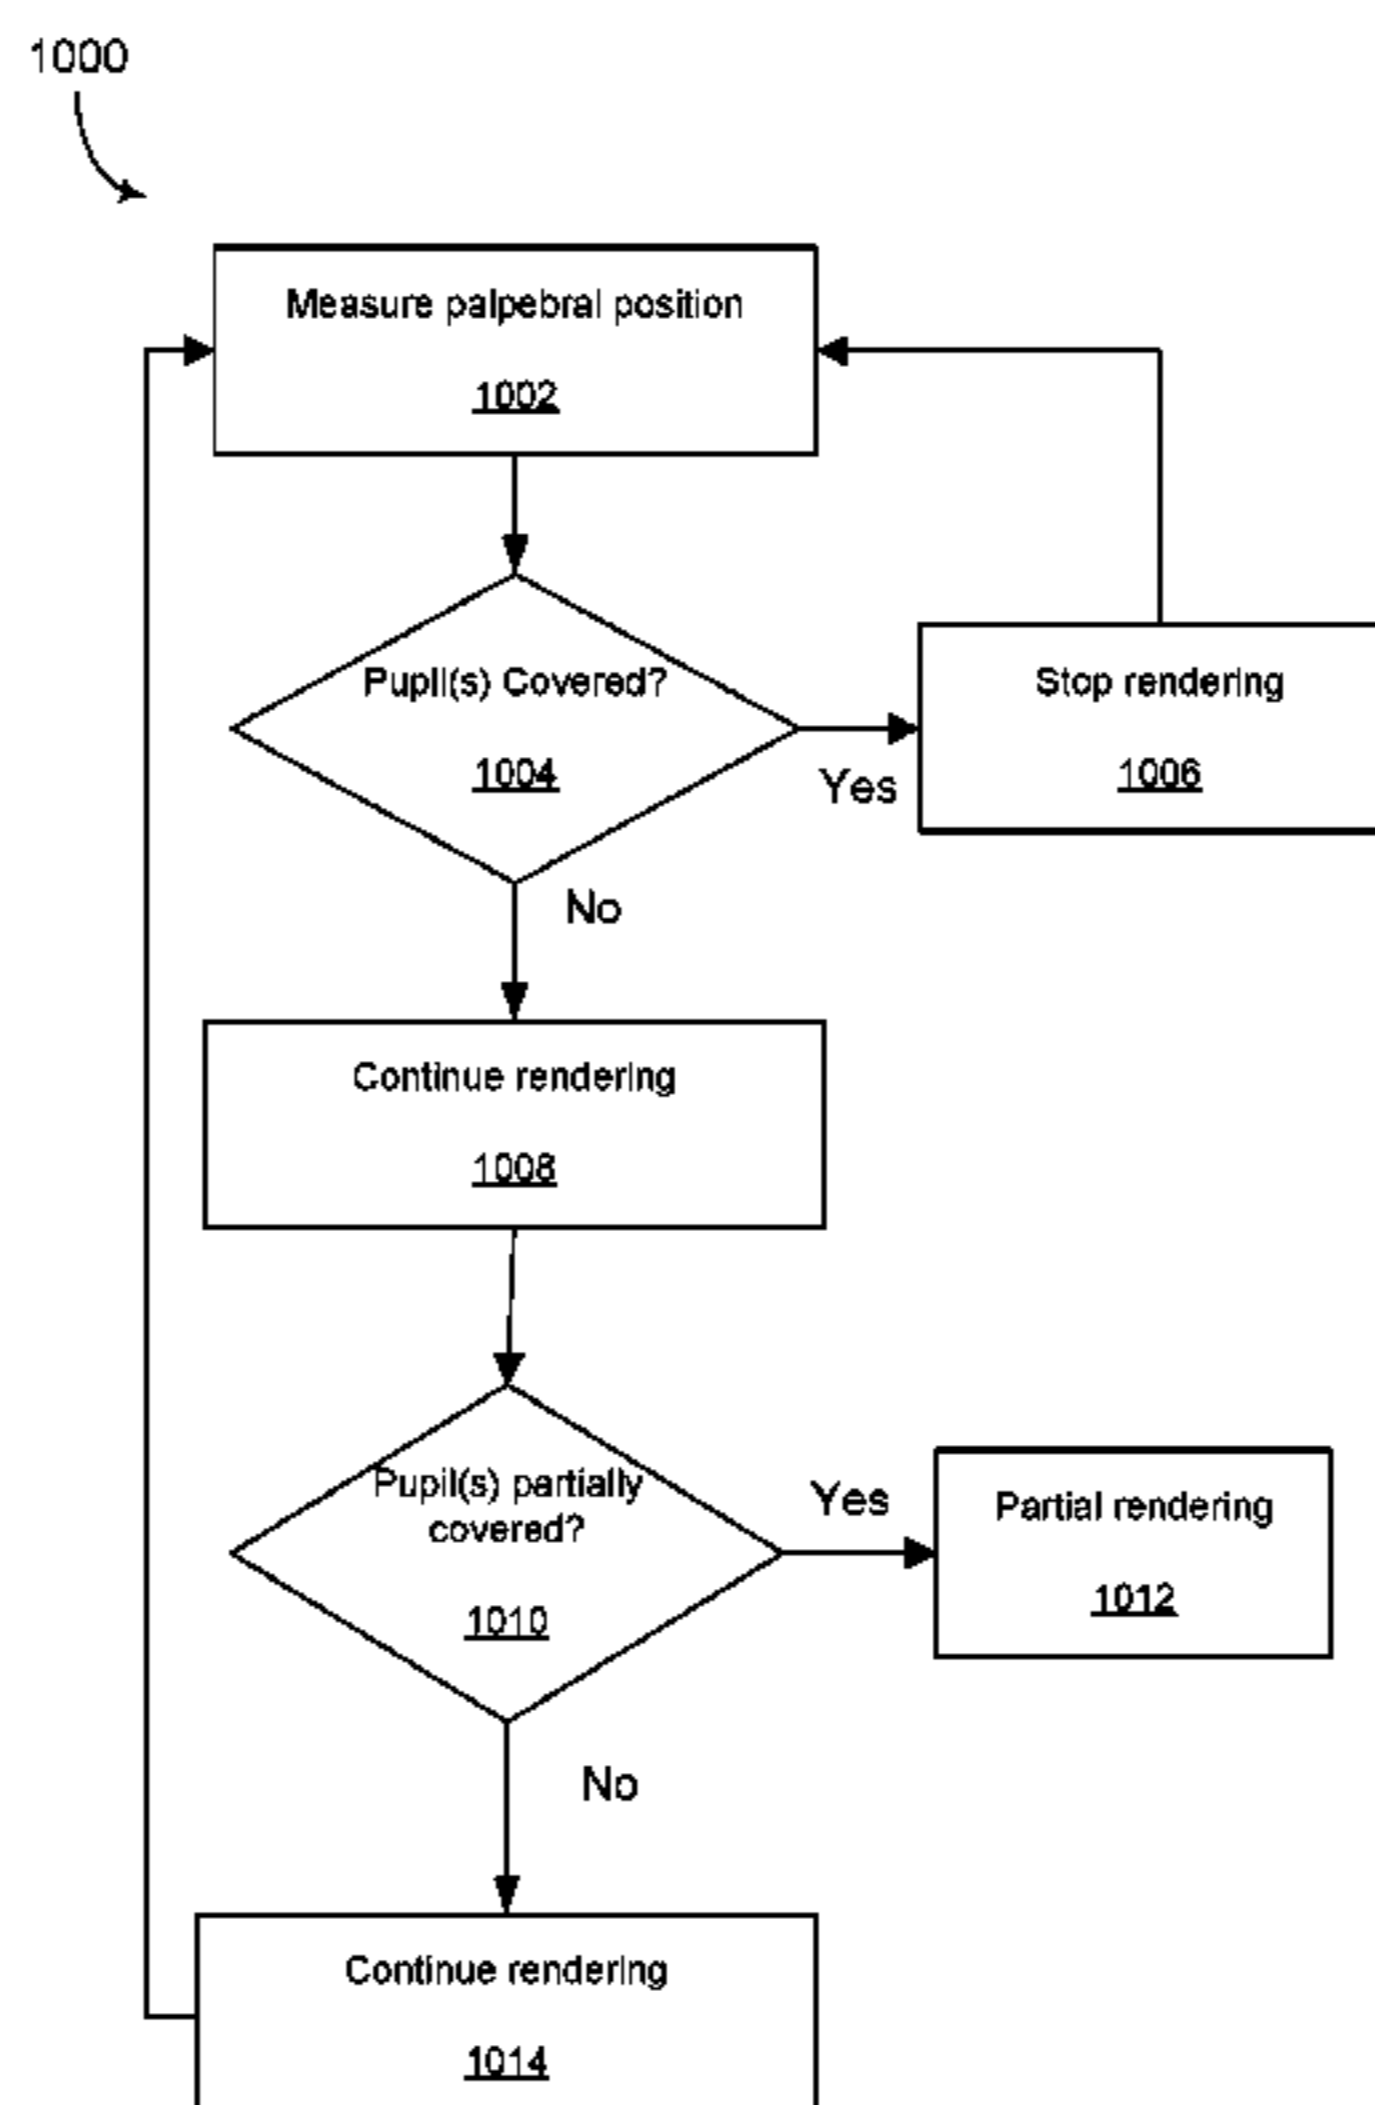 1000
Measure palpebral position
1002
Pupil(s) Covered?
1004
Yes
Stop rendering
1006
No
Continue rendering
1008
Pupil(s) partially
covered?
1010
Yes
Partial rendering
1012
No
Continue rendering
1014